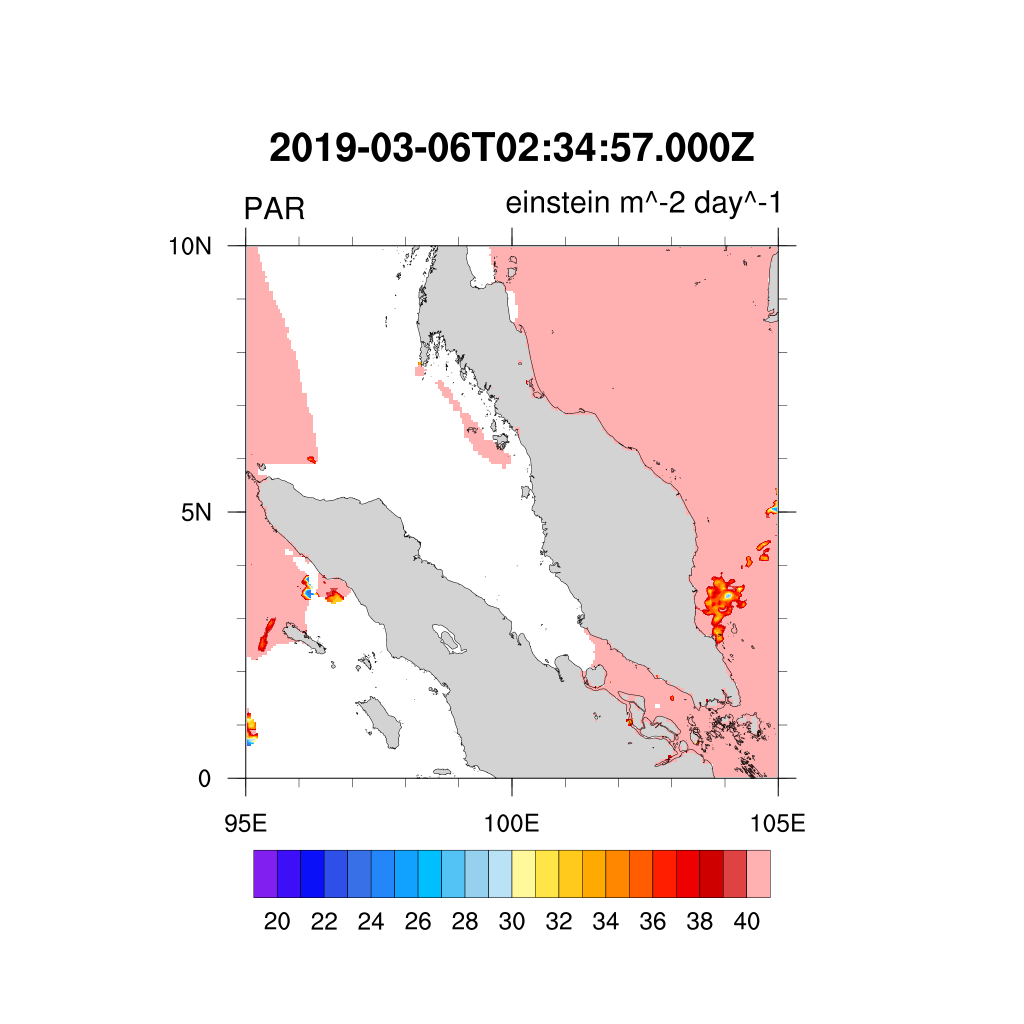 2019-03-06T02:34:57.000Z
PAR einstein m^-2 day^-1
10N
5N
0
95E 100E 105E
20 22 24 26 28 30 32 34 36 38 40